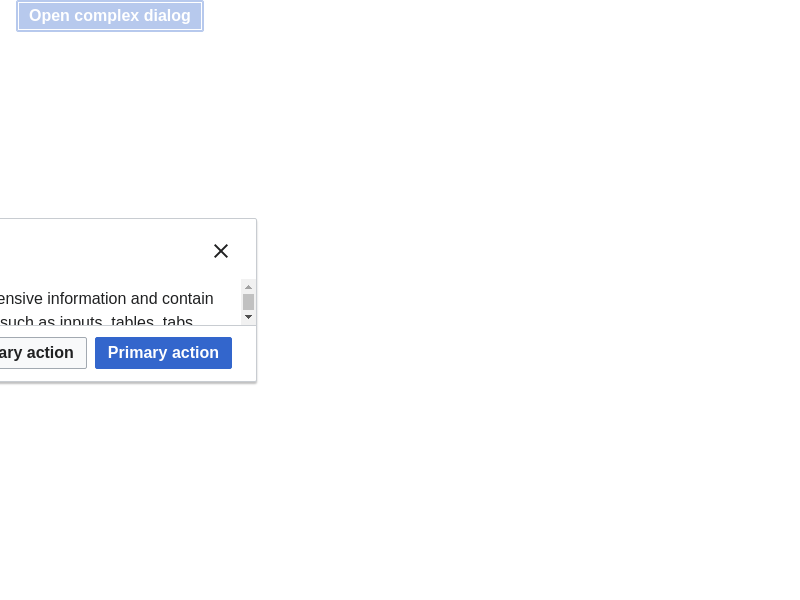 Open complex dialog
ensive information and contain
such as inputs, tables, tabs
ary action
Primary action